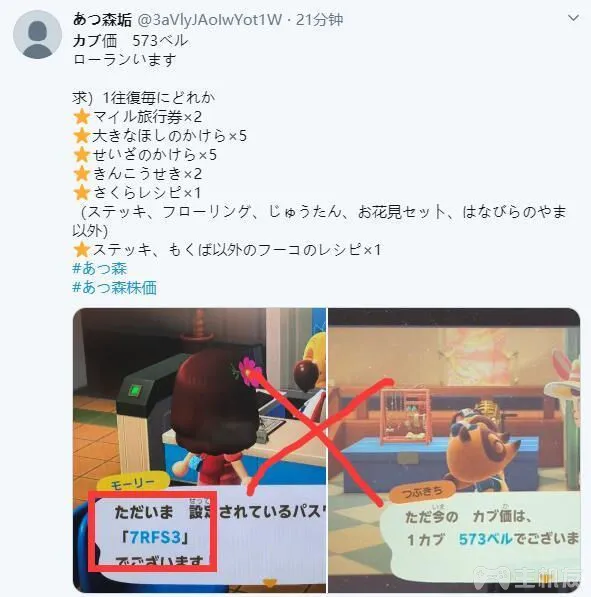 あつ森垢 @3aVlyJAoIwYot1W · 21分钟
カブ価　573ベル
ローランいます
求）1往復毎にどれか
⭐マイル旅行券×2
⭐大きなほしのかけら×5
⭐せいざのかけら×5
⭐きんこうせき×2
⭐さくらレシピ×1
（ステッキ、フローリング、じゅうたん、お花見セット、はなびらのやま
以外）
⭐ステッキ、もくば以外のフーコのレシピ×1
#あつ森
#あつ森株価
モーリー
ただいま 設定されているパス
「7RFS3」
でございます
つぶきち
ただ今の カブ価は、
1カブ 573ベルでございま